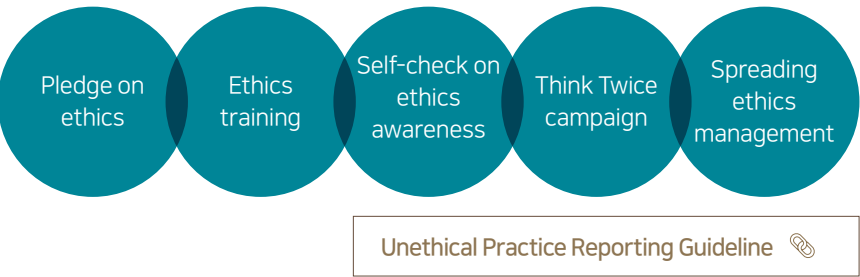 Pledge on
ethics
Ethics
training
Self-check on
ethics
awareness
Think Twice
campaign
Spreading
ethics
management
Unethical Practice Reporting Guideline